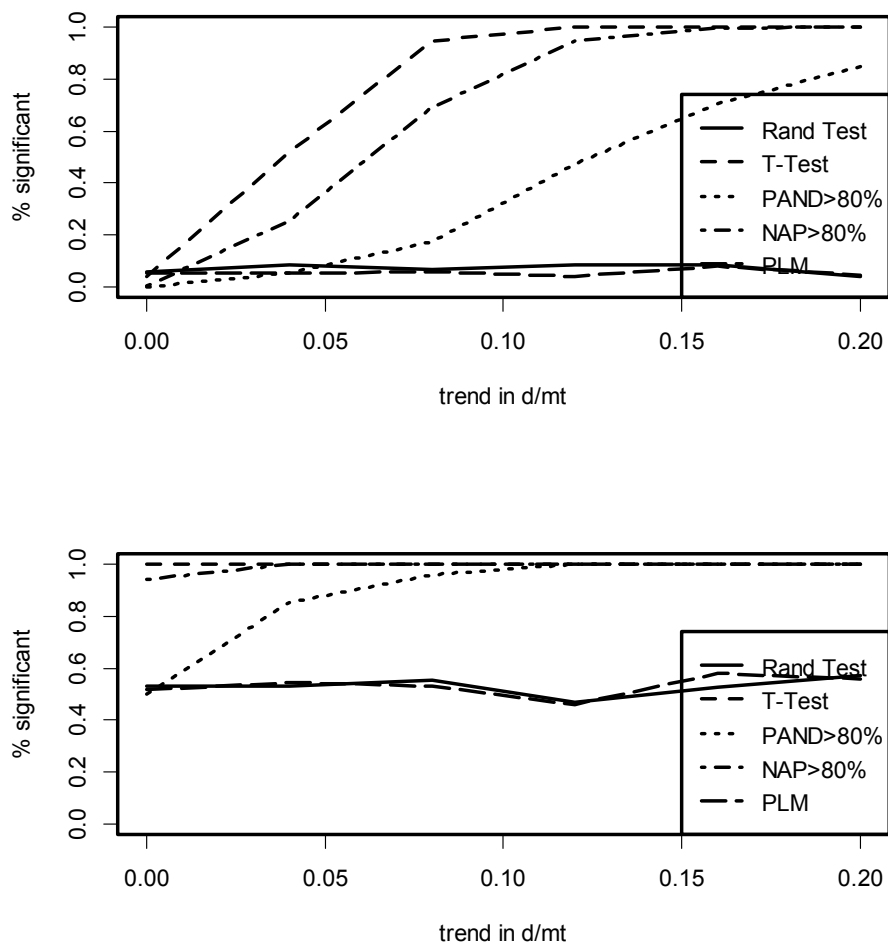 % significant
1.0
0.8
0.6
0.4
0.2
0.0
Rand Test
T-Test
PAND>80%
NAP>80%
PLM
0.00 0.05 0.10 0.15 0.20
trend in d/mt
% significant
1.0
0.8
0.6
0.4
0.2
0.0
Rand Test
T-Test
PAND>80%
NAP>80%
PLM
0.00 0.05 0.10 0.15 0.20
trend in d/mt